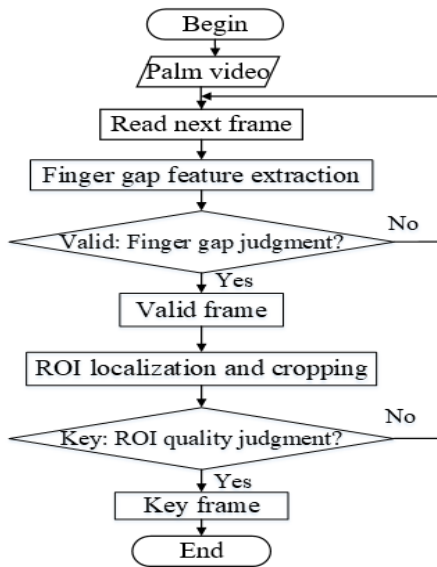 Begin
Palm video
Read next frame
Finger gap feature extraction
Valid: Finger gap judgment?
No
Yes
Valid frame
ROI localization and cropping
Key: ROI quality judgment?
No
Yes
Key frame
End